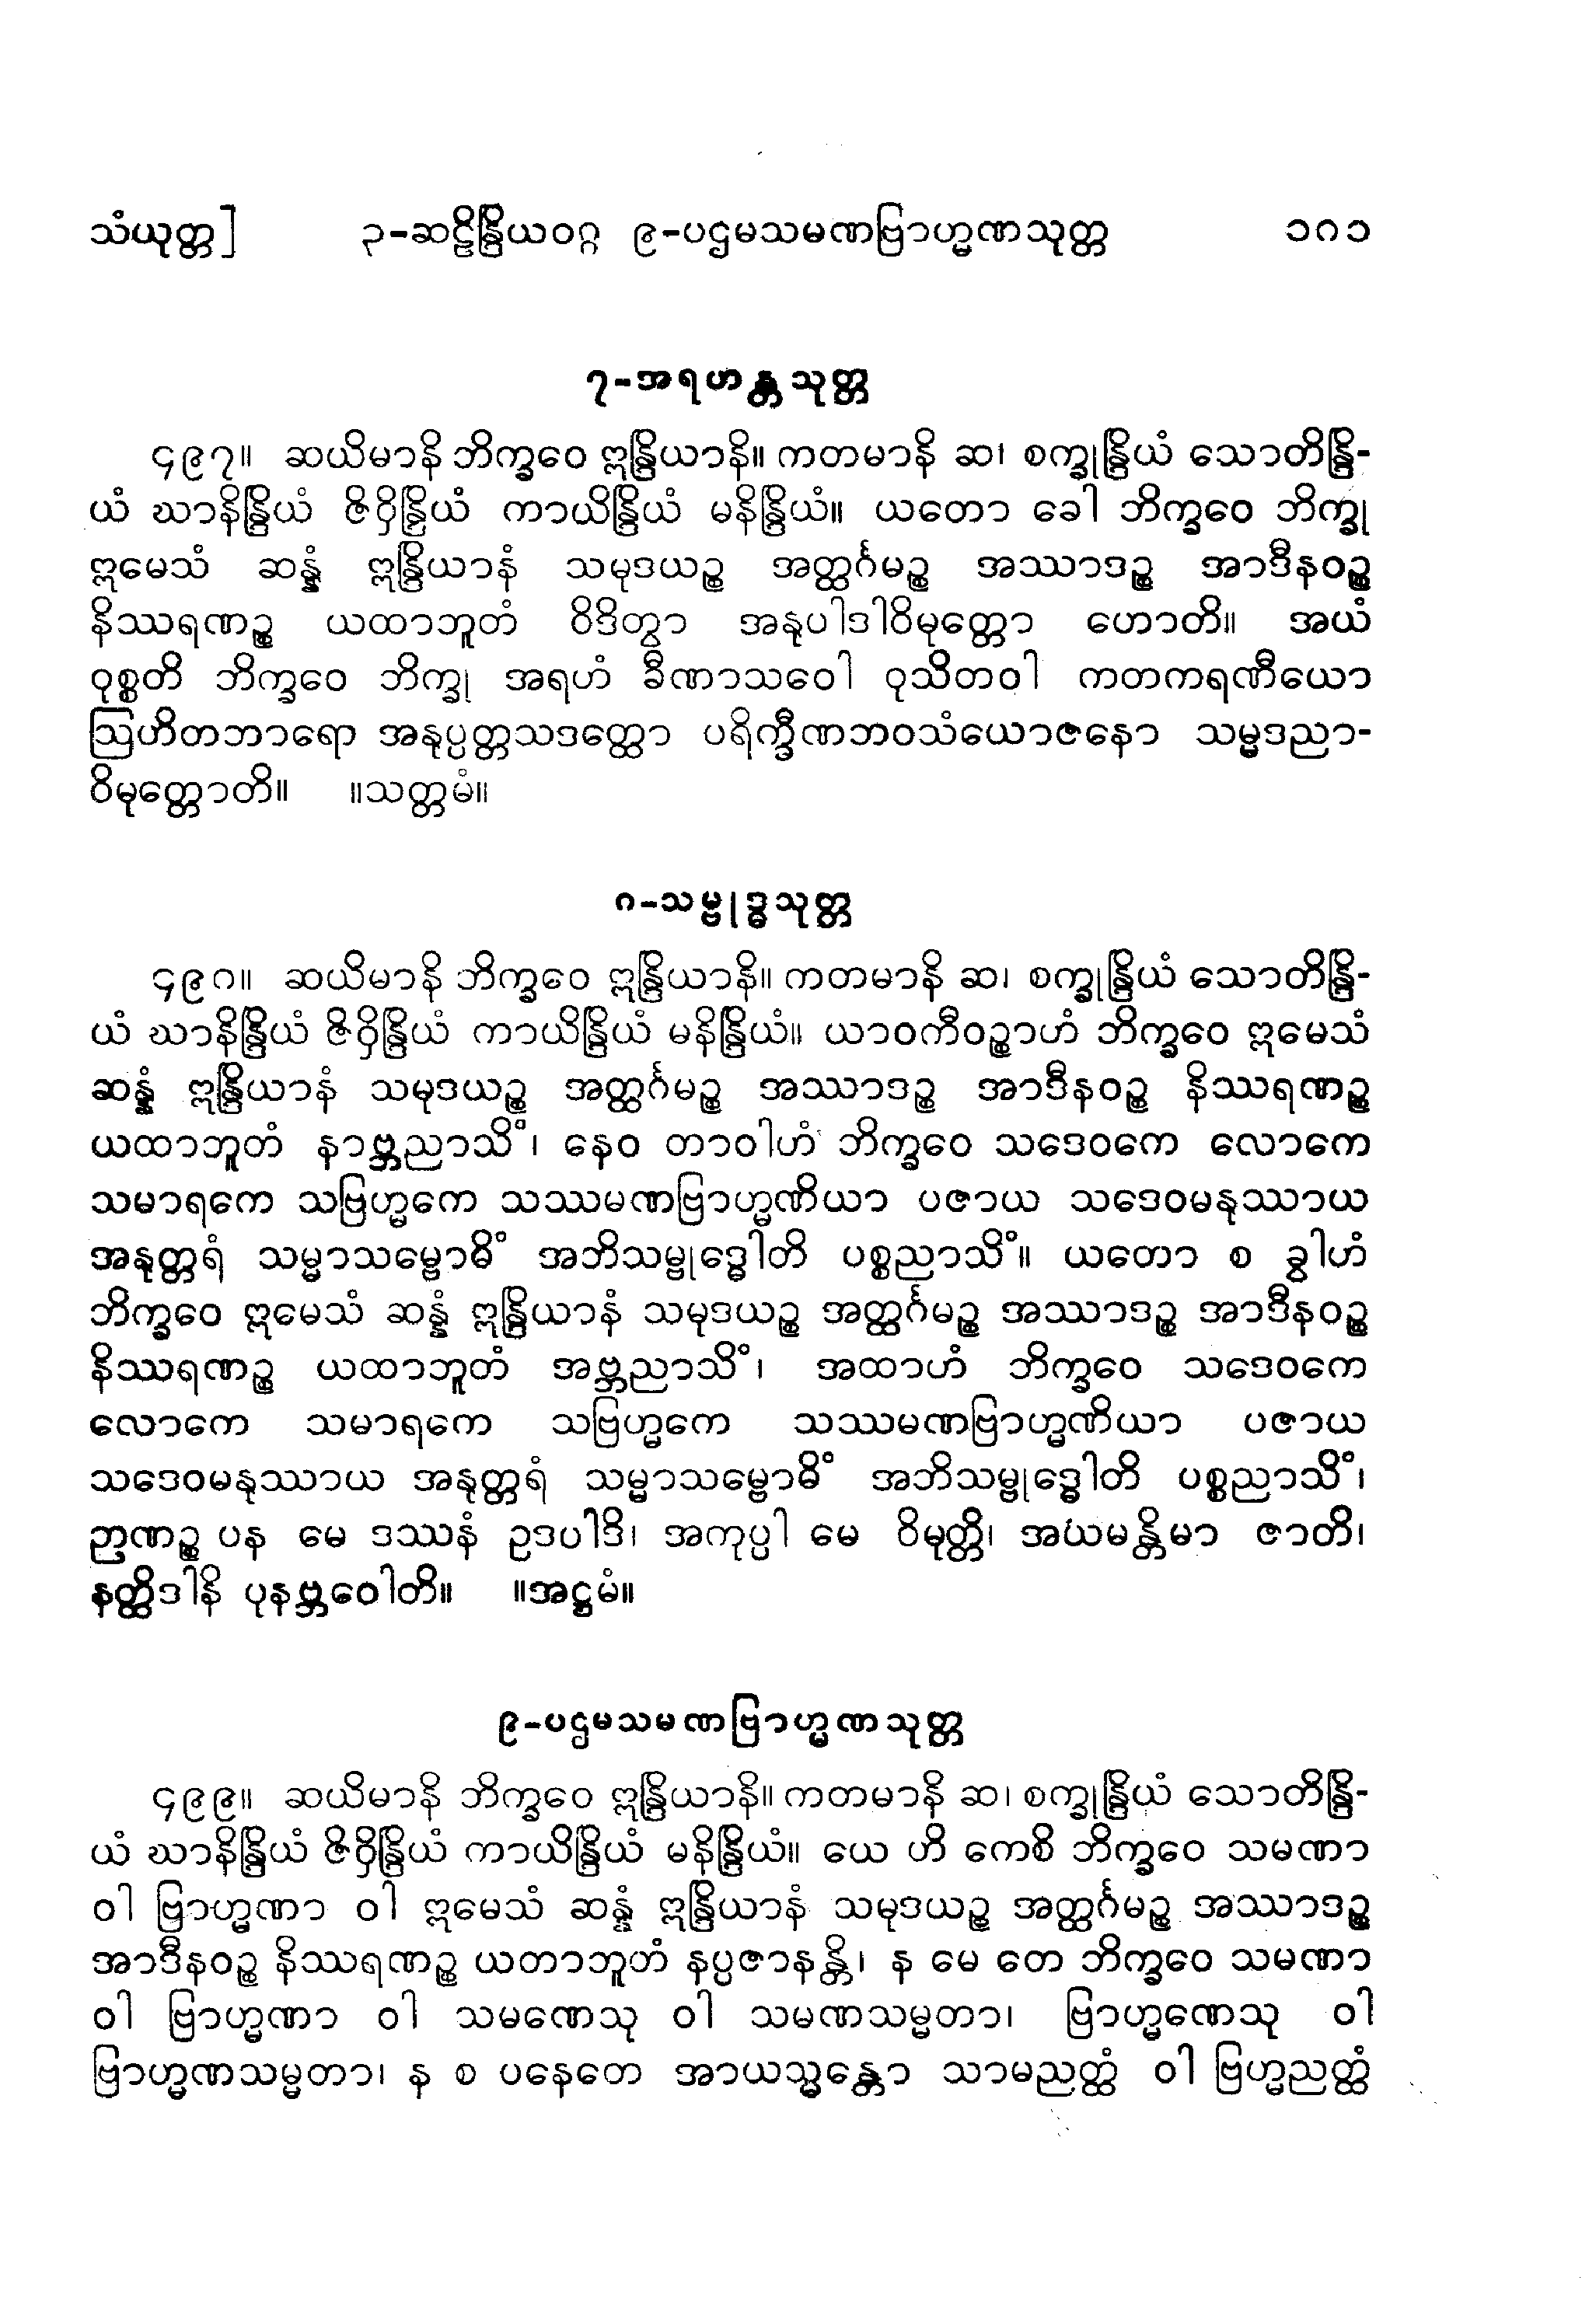 သံယုတ္တ]	၃-ဆဠိန္ဒြိယဝဂ္ဂ ၉-ပဌမသမဏဗြာဟ္မဏသုတ္တ	၁၈၁
၇-အရဟန္တသုတ္တ
၄၉၇။ ဆယိမာနိ ဘိက္ခဝေ ဣန္ဒြိယာနိ။ ကတမာနိ ဆ၊ စက္ခုန္ဒြိယံ သောတိန္ဒြိ-
ယံ ဃာနိန္ဒြိယံ ဇိဝှိန္ဒြိယံ ကာယိန္ဒြိယံ မနိန္ဒြိယံ။ ယတော ခေါ ဘိက္ခဝေ ဘိက္ခု
ဣမေသံ ဆန္နံ ဣန္ဒြိယာနံ သမုဒယဉ္စ အတ္ထင်္ဂမဉ္စ အဿာဒဉ္စ အာဒီနဝဉ္စ
နိဿရဏဉ္စ ယထာဘူတံ ဝိဒိတွာ အနုပါဒါဝိမုတ္တော ဟောတိ။ အယံ
ဝုစ္စတိ ဘိက္ခဝေ ဘိက္ခု အရဟံ ခီဏာသဝေါ ဝုသိတဝါ ကတကရဏီယော
ဩဟိတဘာရော အနုပ္ပတ္တသဒတ္ထော ပရိက္ခီဏဘဝသံယောဇနော သမ္မဒညာ-
ဝိမုတ္တောတိ။ ။သတ္တမံ။
၈-သမ္ဗုဒ္ဓသုတ္တ
၄၉၈။ ဆယိမာနိ ဘိက္ခဝေ ဣန္ဒြိယာနိ။ ကတမာနိ ဆ၊ စက္ခုန္ဒြိယံ သောတိန္ဒြိ-
ယံ ဃာနိန္ဒြိယံ ဇိဝှိန္ဒြိယံ ကာယိန္ဒြိယံ မနိန္ဒြိယံ။ ယာဝကီဝဉ္စာဟံ ဘိက္ခဝေ ဣမေသံ
ဆန္နံ ဣန္ဒြိယာနံ သမုဒယဉ္စ အတ္ထင်္ဂမဉ္စ အဿာဒဉ္စ အာဒီနဝဉ္စ နိဿရဏဉ္စ
ယထာဘူတံ နာဗ္ဘညာသိံ၊ နေဝ တာဝါဟံ ဘိက္ခဝေ သဒေဝကေ လောကေ
သမာရကေ သဗြဟ္မကေ သဿမဏဗြာဟ္မဏိယာ ပဇာယ သဒေဝမနုဿာယ
အနုတ္တရံ သမ္မာသမ္ဗောဓိံ အဘိသမ္ဗုဒ္ဓေါတိ ပစ္စညာသိံ။ ယတော စ ခွါဟံ
ဘိက္ခဝေ ဣမေသံ ဆန္နံ ဣန္ဒြိယာနံ သမုဒယဉ္စ အတ္ထင်္ဂမဉ္စ အဿာဒဉ္စ အာဒီနဝဉ္စ
နိဿရဏဉ္စ ယထာဘူတံ အဗ္ဘညာသိံ၊ အထာဟံ ဘိက္ခဝေ သဒေဝကေ
လောကေ သမာရကေ သဗြဟ္မကေ သဿမဏဗြာဟ္မဏိယာ ပဇာယ
သဒေဝမနုဿာယ အနုတ္တရံ သမ္မာသမ္ဗောဓိံ အဘိသမ္ဗုဒ္ဓေါတိ ပစ္စညာသိံ၊
ဉာဏဉ္စ ပန မေ ဒဿနံ ဥဒပါဒိ၊ အကုပ္ပါ မေ ဝိမုတ္တိ၊ အယမန္တိမာ ဇာတိ၊
နတ္ထိဒါနိ ပုနဗ္ဘဝေါတိ။ ။အဋ္ဌမံ။
၉-ပဌမသမဏဗြာဟ္မဏသုတ္တ
၄၉၉။ ဆယိမာနိ ဘိက္ခဝေ ဣန္ဒြိယာနိ။ ကတမာနိ ဆ၊ စက္ခုန္ဒြိယံ သောတိန္ဒြိ-
ယံ ဃာနိန္ဒြိယံ ဇိဝှိန္ဒြိယံ ကာယိန္ဒြိယံ မနိန္ဒြိယံ။ ယေ ဟိ ကေစိ ဘိက္ခဝေ သမဏာ
ဝါ ဗြာဟ္မဏာ ဝါ ဣမေသံ ဆန္နံ ဣန္ဒြိယာနံ သမုဒယဉ္စ အတ္ထင်္ဂမဉ္စ အဿာဒဉ္စ
အာဒီနဝဉ္စ နိဿရဏဉ္စ ယတာဘူတံ နပ္ပဇာနန္တိ၊ န မေ တေ ဘိက္ခဝေ သမဏာ
ဝါ ဗြာဟ္မဏာ ဝါ သမဏေသု ဝါ သမဏသမ္မတာ၊ ဗြာဟ္မဏေသု ဝါ
ဗြာဟ္မဏသမ္မတာ၊ န စ ပနေတေ အာယသ္မန္တော သာမညတ္ထံ ဝါ ဗြဟ္မညတ္ထံ